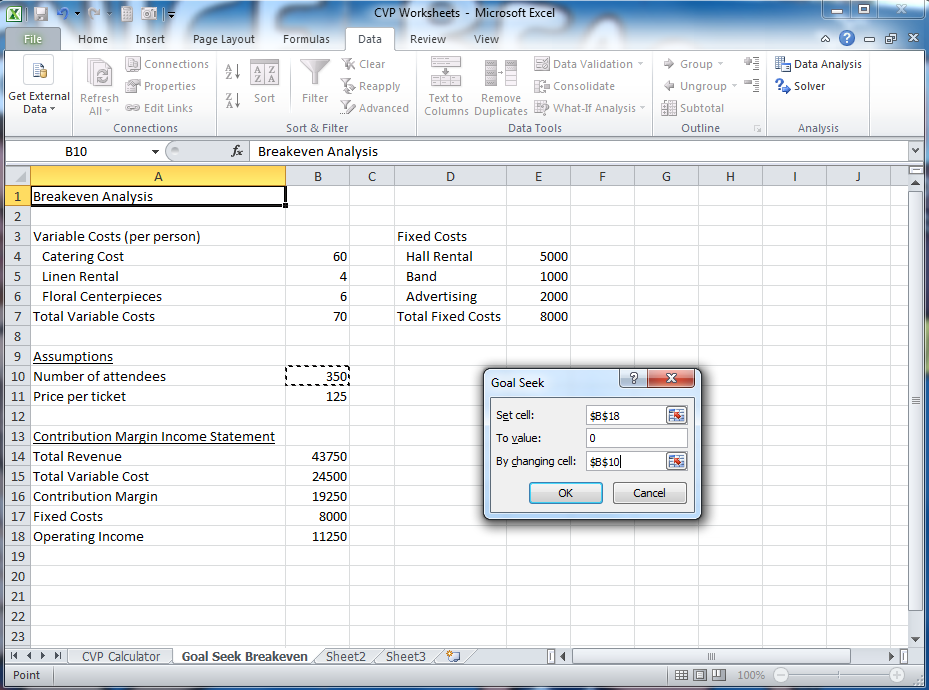 CVP Worksheets - Microsoft Excel
File Home Insert Page Layout Formulas Data Review View
Get External Data
Refresh All
Connections
Properties
Edit Links
Connections
Sort
Filter
Clear
Reapply
Advanced
Sort & Filter
Text to Columns
Remove Duplicates
Data Validation
Consolidate
What-If Analysis
Data Tools
Group
Ungroup
Subtotal
Outline
Data Analysis
Solver
Analysis
B10 fx Breakeven Analysis
A B C D E F G H I J
1 Breakeven Analysis
2
3 Variable Costs (per person) Fixed Costs
4 Catering Cost 60 Hall Rental 5000
5 Linen Rental 4 Band 1000
6 Floral Centerpieces 6 Advertising 2000
7 Total Variable Costs 70 Total Fixed Costs 8000
8
9 Assumptions
10 Number of attendees 350
11 Price per ticket 125
12
13 Contribution Margin Income Statement
14 Total Revenue 43750
15 Total Variable Cost 24500
16 Contribution Margin 19250
17 Fixed Costs 8000
18 Operating Income 11250
19
20
21
22
23
Goal Seek
Set cell: $B$18
To value: 0
By changing cell: $B$10
OK Cancel
CVP Calculator Goal Seek Breakeven Sheet2 Sheet3
Point 100%